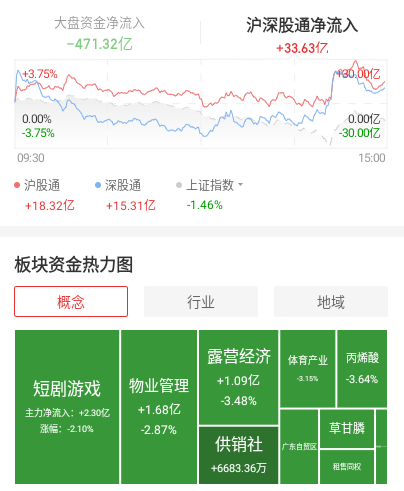 大盘资金净流入
沪深股通净流入
-471.32亿
+33.63亿
+3.75%
+30.00亿
0.00%
0.00亿
-3.75%
-30.00亿
09:30
15:00
沪股通
深股通
上证指数
+18.32亿
+15.31亿
-1.46%
板块资金热力图
概念
行业
地域
短剧游戏
主力净流入：+2.30亿
涨幅：-2.10%
物业管理
+1.68亿
-2.87%
露营经济
+1.09亿
-3.48%
供销社
+6683.36万
体育产业
-3.15%
丙烯酸
-3.64%
广东自贸区
草甘膦
租售同权